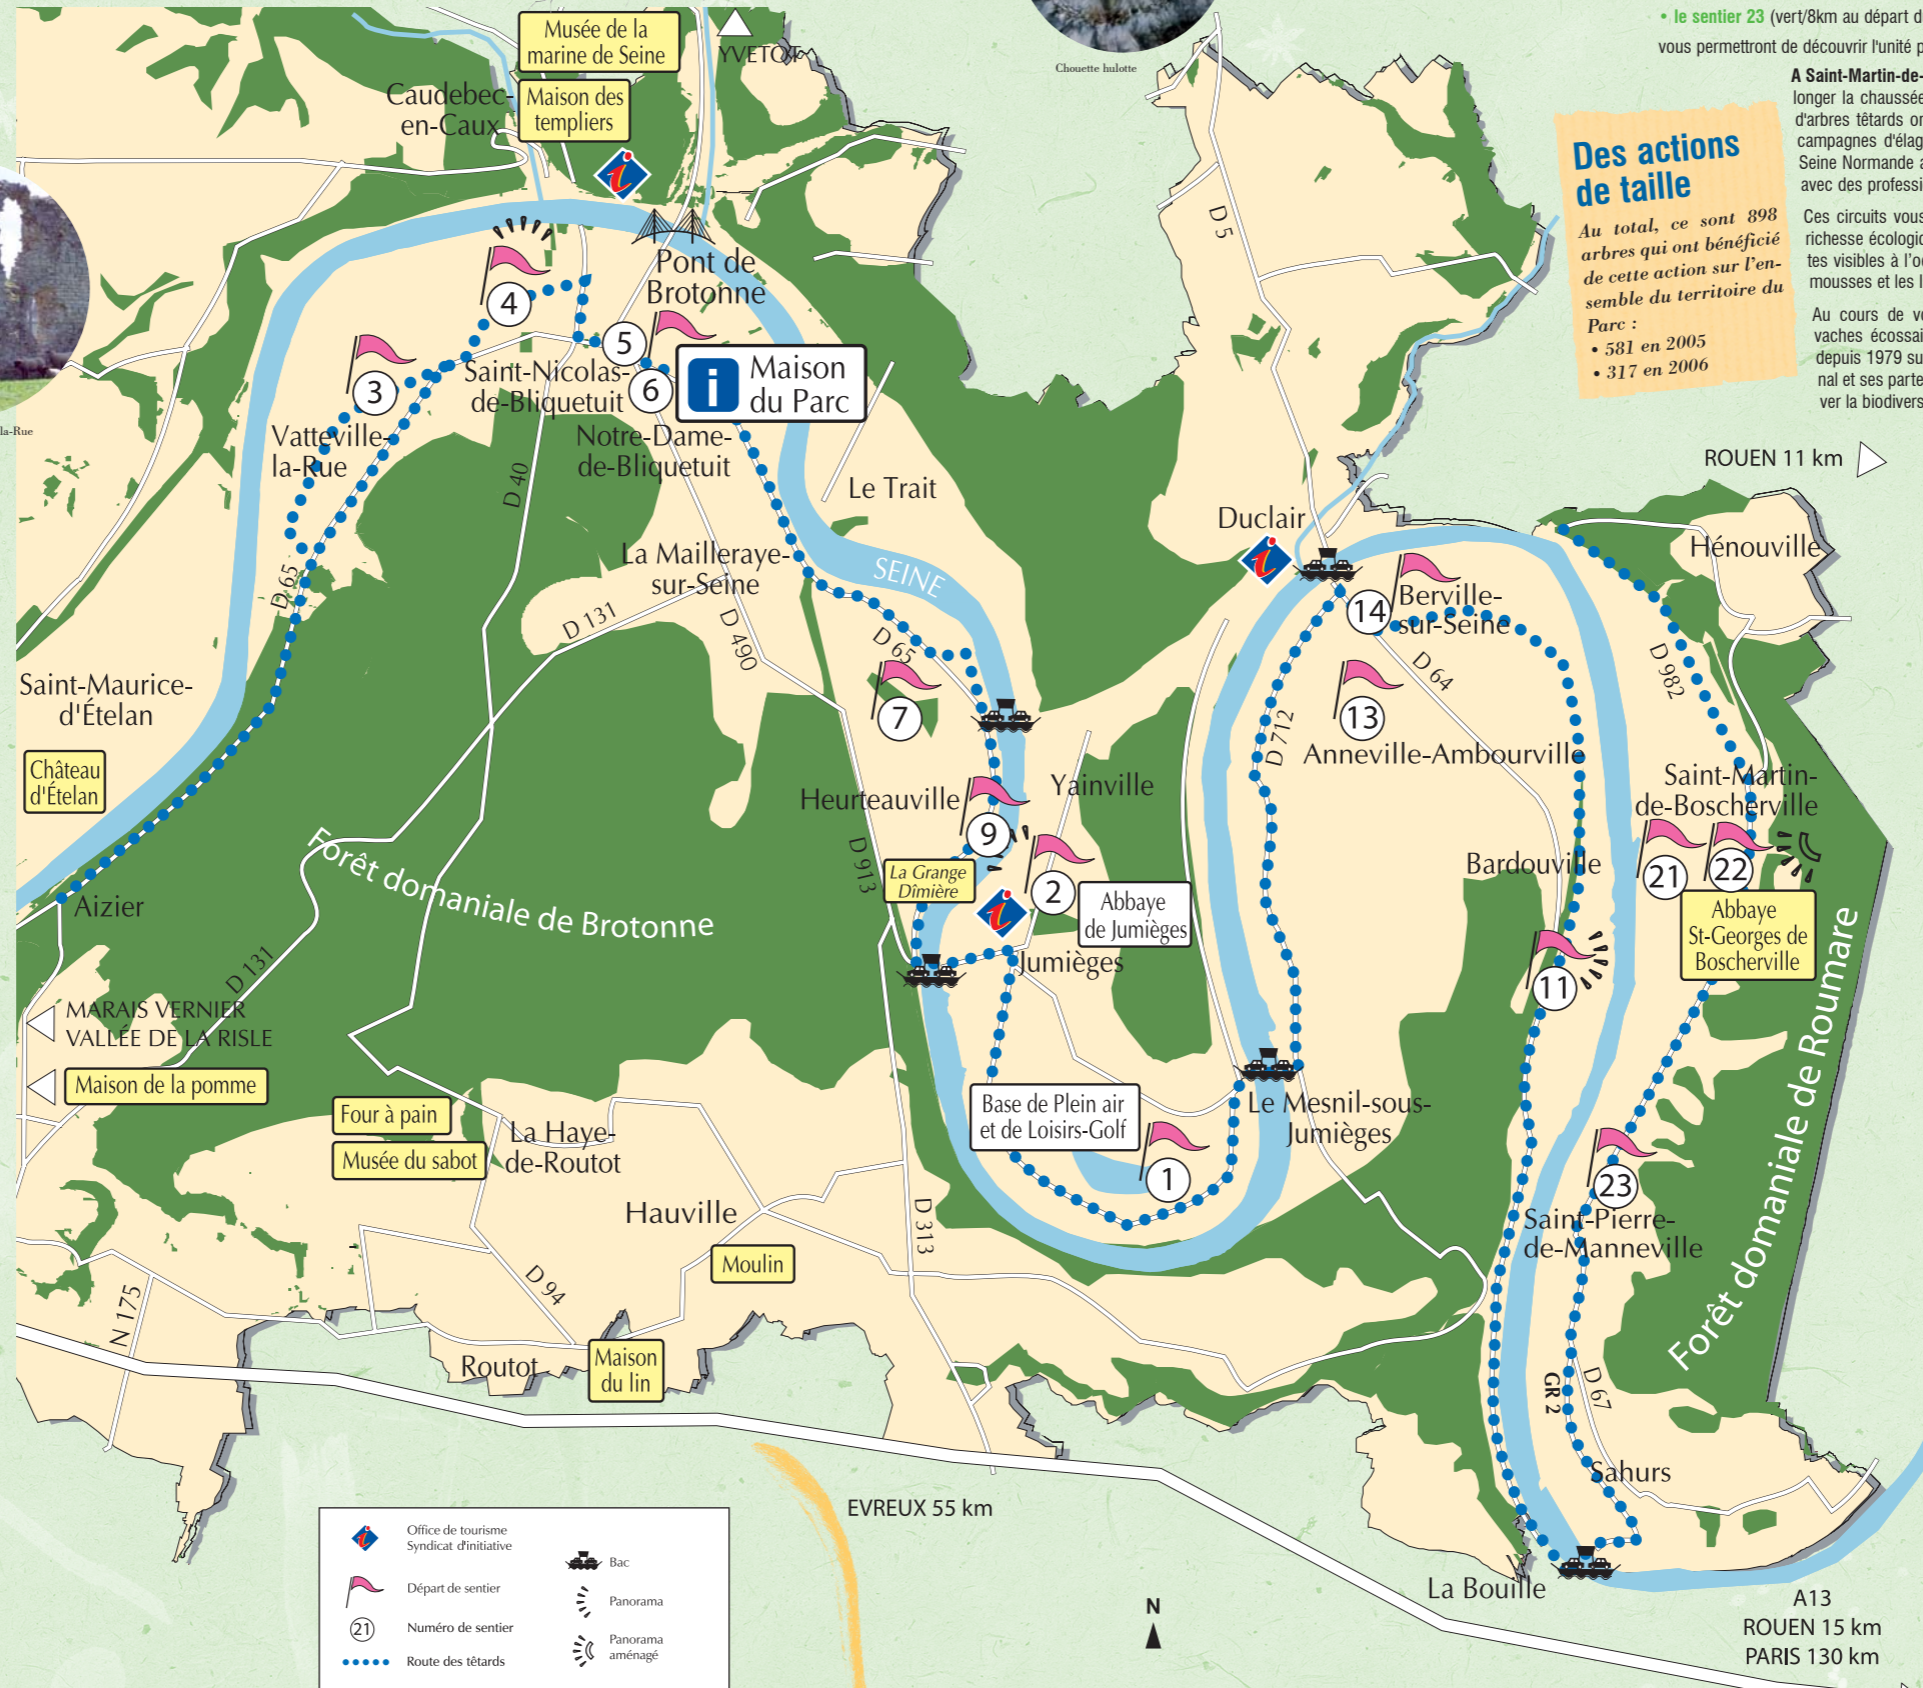 • le sentier 23 (vert/8km au départ d
vous permettront de découvrir l'unité p
A Saint-Martin-de-
longer la chaussée
d'arbres têtards or
campagnes d'élag
Seine Normande a
avec des professi
Ces circuits vous
richesse écologic
tes visibles à l'o
mousses et les l
Au cours de v
vaches écossai
depuis 1979 su
nal et ses parte
ver la biodivers
Des actions
de taille
Au total, ce sont 898
arbres qui ont bénéficié
de cette action sur l'en-
semble du territoire du
Parc :
• 581 en 2005
• 317 en 2006
Chouette hulotte
la-Rue
Musée de la
marine de Seine
YVETOT
Caudebec-
en-Caux
Maison des
templiers
D 5
Pont de
Brotonne
4
5
3
6
Maison
du Parc
Saint-Nicolas-
de-Bliquetuit
Vatteville-
la-Rue
Notre-Dame-
de-Bliquetuit
ROUEN 11 km
D 40
Le Trait
Duclair
Hénouville
La Mailleraye-
sur-Seine
SEINE
D 65
D 131
D 490
D 65
14
Berville-
sur-Seine
D 64
D 982
Saint-Maurice-
d'Ételan
7
13
D 712
Anneville-Ambourville
Château
d'Ételan
Heurteauville
Yainville
Saint-Martin-
de-Boscherville
9
D 913
La Grange
Dîmière
2
Bardouville
21
22
Forêt domaniale de Brotonne
Aizier
Abbaye
de Jumièges
Abbaye
St-Georges de
Boscherville
Jumièges
11
D 131
MARAIS VERNIER
VALLÉE DE LA RISLE
Maison de la pomme
Forêt domaniale de Roumare
Four à pain
Musée du sabot
La Haye-
de-Routot
Base de Plein air
et de Loisirs-Golf
Le Mesnil-sous-
Jumièges
1
23
Hauville
D 313
Saint-Pierre-
de-Manneville
Moulin
D 94
N 175
Routot
Maison
du lin
GR 2
D 67
Sahurs
EVREUX 55 km
La Bouille
A13
ROUEN 15 km
PARIS 130 km
N
Office de tourisme
Syndicat d'initiative
Départ de sentier
21
Numéro de sentier
Route des têtards
Bac
Panorama
Panorama
aménagé